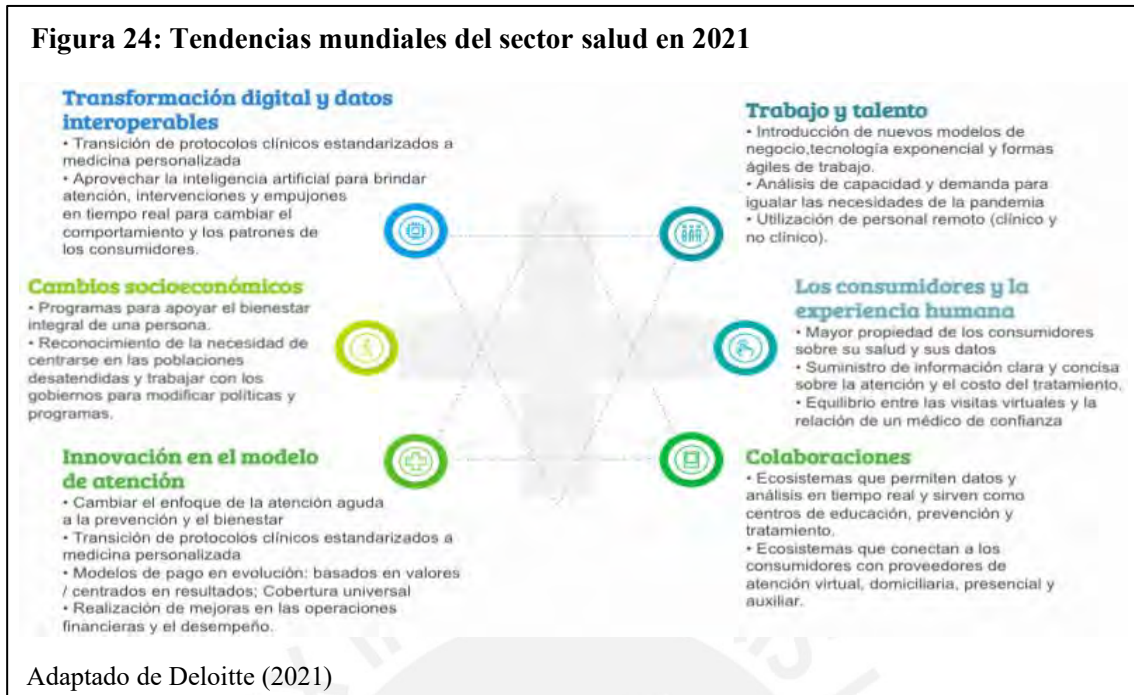 Figura 24: Tendencias mundiales del sector salud en 2021
Transformación digital y datos
interoperables
• Transición de protocolos clínicos estandarizados a
medicina personalizada
• Aprovechar la inteligencia artificial para brindar
atención, intervenciones y empujones
en tiempo real para cambiar el
comportamiento y los patrones de
los consumidores.
Cambios socioeconómicos
• Programas para apoyar el bienestar
integral de una persona.
• Reconocimiento de la necesidad de
centrarse en las poblaciones
desatendidas y trabajar con los
gobiernos para modificar políticas y
programas.
Innovación en el modelo
de atención
• Cambiar el enfoque de la atención aguda
a la prevención y el bienestar
• Transición de protocolos clínicos estandarizados a
medicina personalizada
• Modelos de pago en evolución: basados en valores
/ centrados en resultados; Cobertura universal
• Realización de mejoras en las operaciones
financieras y el desempeño.
Trabajo y talento
• Introducción de nuevos modelos de
negocio,tecnología exponencial y formas
ágiles de trabajo.
• Análisis de capacidad y demanda para
igualar las necesidades de la pandemia
• Utilización de personal remoto (clínico y
no clínico).
Los consumidores y la
experiencia humana
• Mayor propiedad de los consumidores
sobre su salud y sus datos
• Suministro de información clara y concisa
sobre la atención y el costo del tratamiento.
• Equilibrio entre las visitas virtuales y la
relación de un médico de confianza
Colaboraciones
• Ecosistemas que permiten datos y
análisis en tiempo real y sirven como
centros de educación, prevención y
tratamiento.
• Ecosistemas que conectan a los
consumidores con proveedores de
atención virtual, domiciliaria, presencial y
auxiliar.
Adaptado de Deloitte (2021)